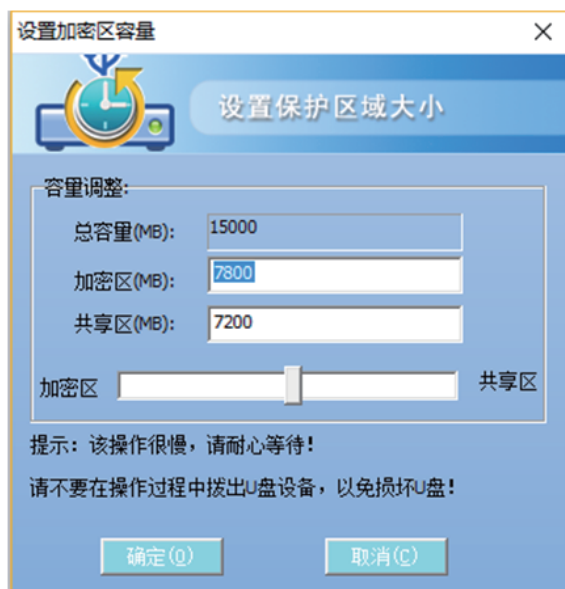 设置加密区容量
设置保护区域大小
容量调整:
总容量(MB): 15000
加密区(MB): 7800
共享区(MB): 7200
加密区 共享区
提示：该操作很慢，请耐心等待！
请不要在操作过程中拨出U盘设备，以免损坏U盘！
确定(O) 取消(C)